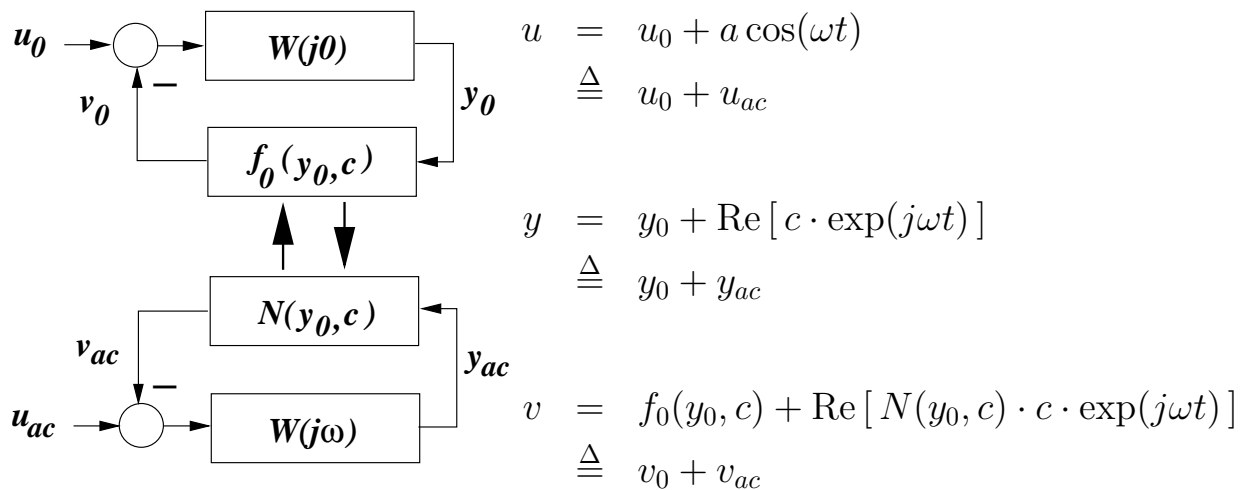 u₀
W(j0)
−
v₀
y₀
f₀(y₀,c)
N(y₀,c)
v_ac
−
y_ac
u_ac
W(jω)
u = u₀ + a cos(ωt)
≜ u₀ + u_ac
y = y₀ + Re [ c · exp(jωt) ]
≜ y₀ + y_ac
v = f₀(y₀, c) + Re [ N(y₀, c) · c · exp(jωt) ]
≜ v₀ + v_ac